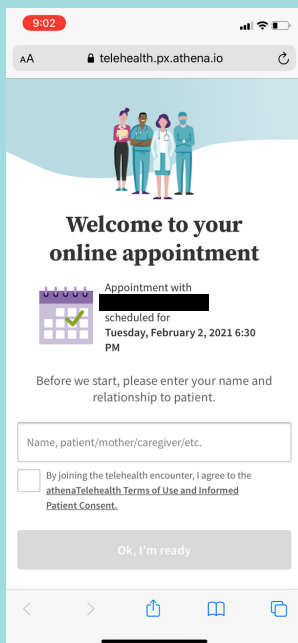 9:02
AA telehealth.px.athena.io
Welcome to your
online appointment
Appointment with
scheduled for
Tuesday, February 2, 2021 6:30
PM
Before we start, please enter your name and
relationship to patient.
Name, patient/mother/caregiver/etc.
By joining the telehealth encounter, I agree to the
athenaTelehealth Terms of Use and Informed
Patient Consent.
Ok, I'm ready